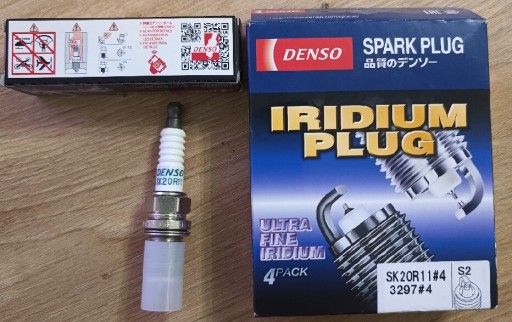 DENSO
DENSO
SK20R11
DENSO
SPARK PLUG
品質のデンソー
IRIDIUM
PLUG
ULTRA
FINE
IRIDIUM
4PACK
SK20R11#4
3297#4
S2